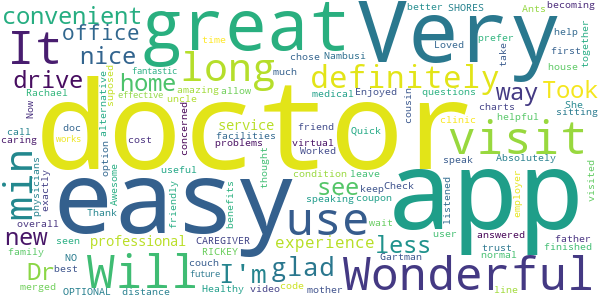 convenient
office
It
nice
great
Very
better
SHORES
Ants
becoming
prefer
help
Loved
together
time
chose
Nambusi
take
first
drive
fantastic
long
much
house
Rachael
home
amazing
allow
definitely
way
Took
Now
supposed
option
alternative
effective
uncle
doctor
medical
Enjoyed
cousin
questions
charts
She
sitting
caring
call
doc
concerned
service
friend
Quick
clinic
helpful
works
cost
facilities
problems
virtual
Worked
Absolutely
visit
min
physicians
exactly
easy
useful
thought
condition
leave
see
speak
app
friendly
benefits
speaking
keep
Check
listened
employer
visited
Awesome
Thank
use
coupon
new
overall
professional
experience
wait
less
user
answered
father
trust
finished
family
seen
CAREGIVER
RICKEY
Gartman
normal
Dr
NO
best
Will
couch
I'm
glad
Wonderful
merged
OPTIONAL
distance
future
Healthy
video
code
mother
line